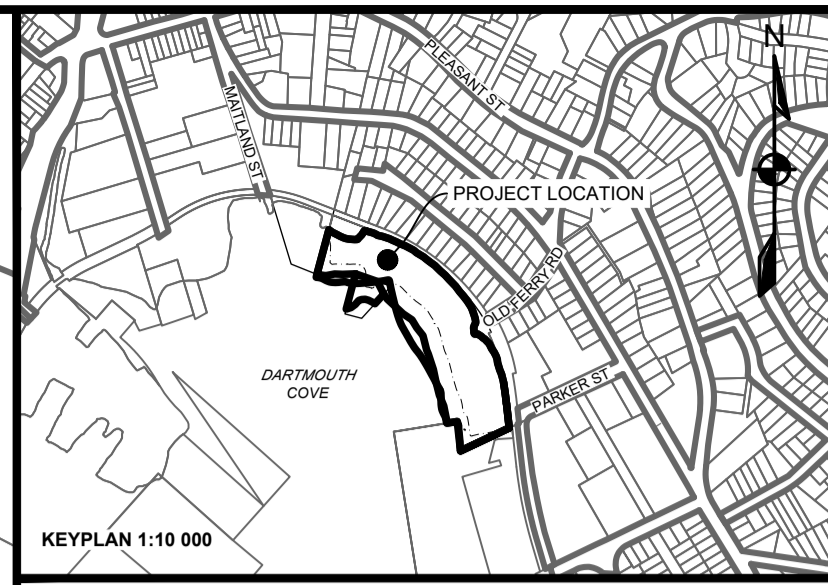 N
PLEASANT ST
MAITLAND ST
PROJECT LOCATION
OLD FERRY RD
DARTMOUTH
COVE
PARKER ST
KEYPLAN 1:10 000